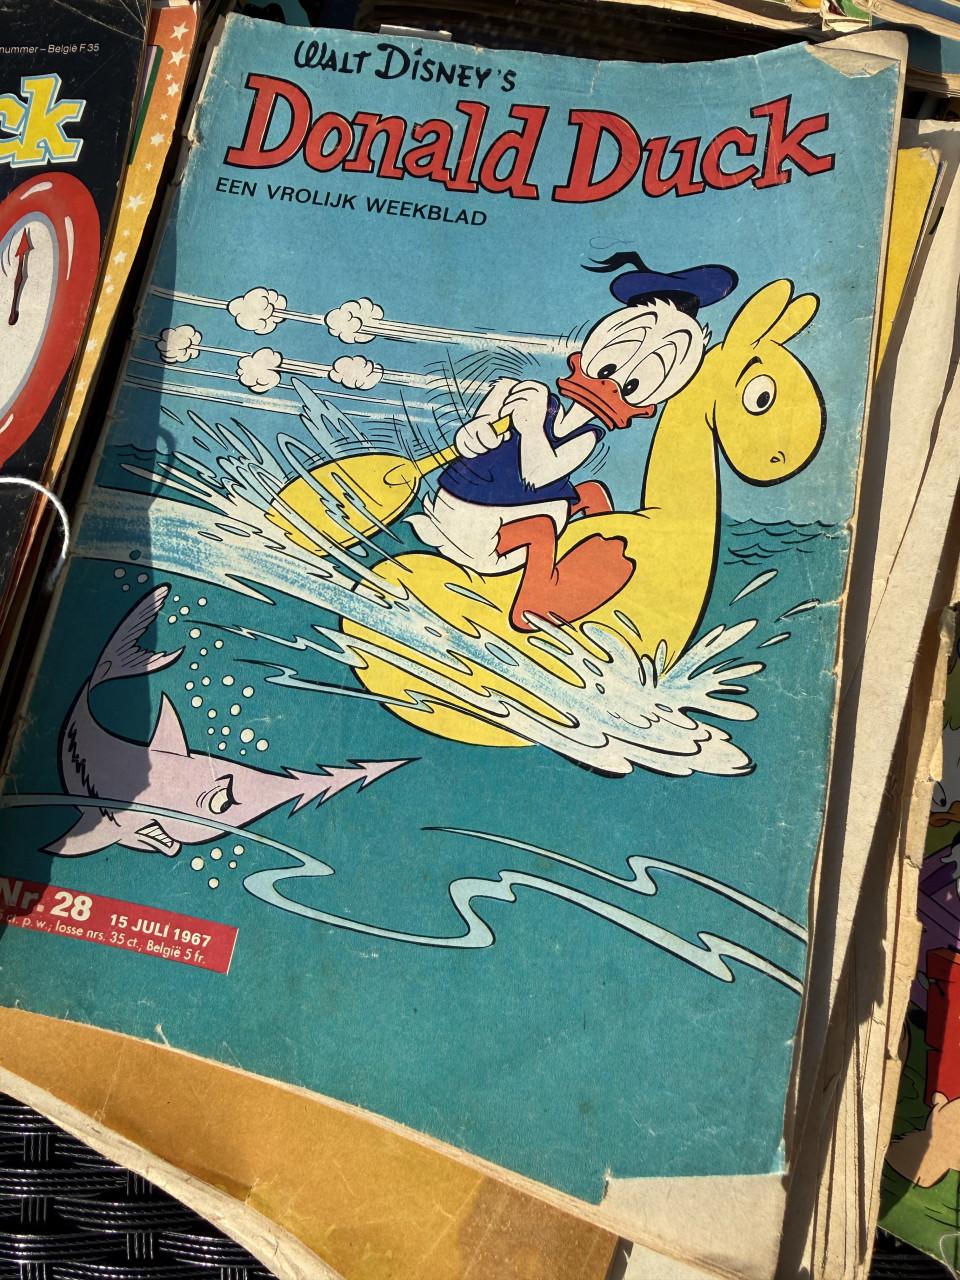 nummer – België F 35
ck
WALT DISNEY'S
Donald Duck
EEN VROLIJK WEEKBLAD
Nr. 28 15 JULI 1967
ct. p. w.; losse nrs. 35 ct.; België 5 fr.